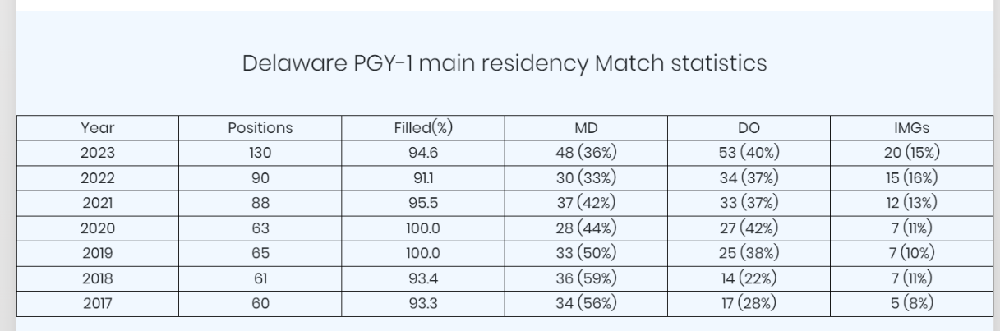 Delaware PGY-1 main residency Match statistics
Year Positions Filled(%) MD DO IMGs
2023 130 94.6 48 (36%) 53 (40%) 20 (15%)
2022 90 91.1 30 (33%) 34 (37%) 15 (16%)
2021 88 95.5 37 (42%) 33 (37%) 12 (13%)
2020 63 100.0 28 (44%) 27 (42%) 7 (11%)
2019 65 100.0 33 (50%) 25 (38%) 7 (10%)
2018 61 93.4 36 (59%) 14 (22%) 7 (11%)
2017 60 93.3 34 (56%) 17 (28%) 5 (8%)